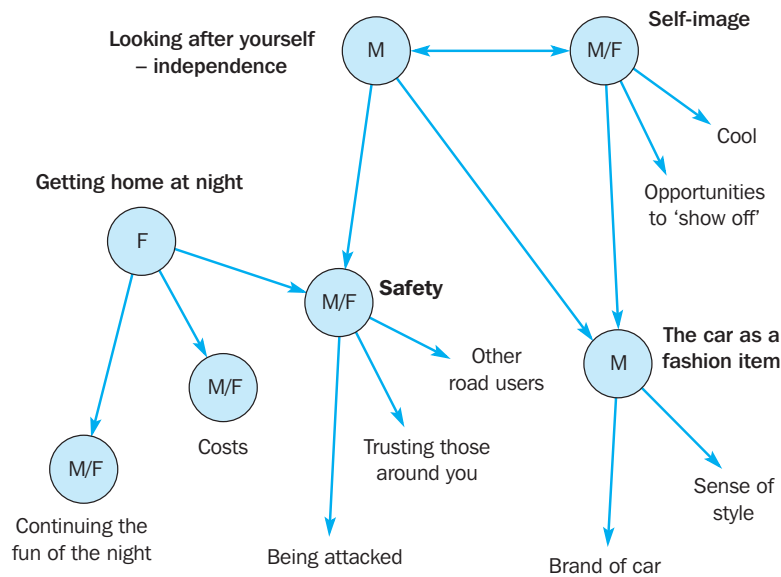 Looking after yourself
– independence
M
M/F
Self-image
Cool
Opportunities
to ‘show off’
Getting home at night
F
M/F
Safety
Other
road users
M
The car as a
fashion item
M/F
Costs
Trusting those
around you
M/F
Continuing the
fun of the night
Being attacked
Sense of
style
Brand of car